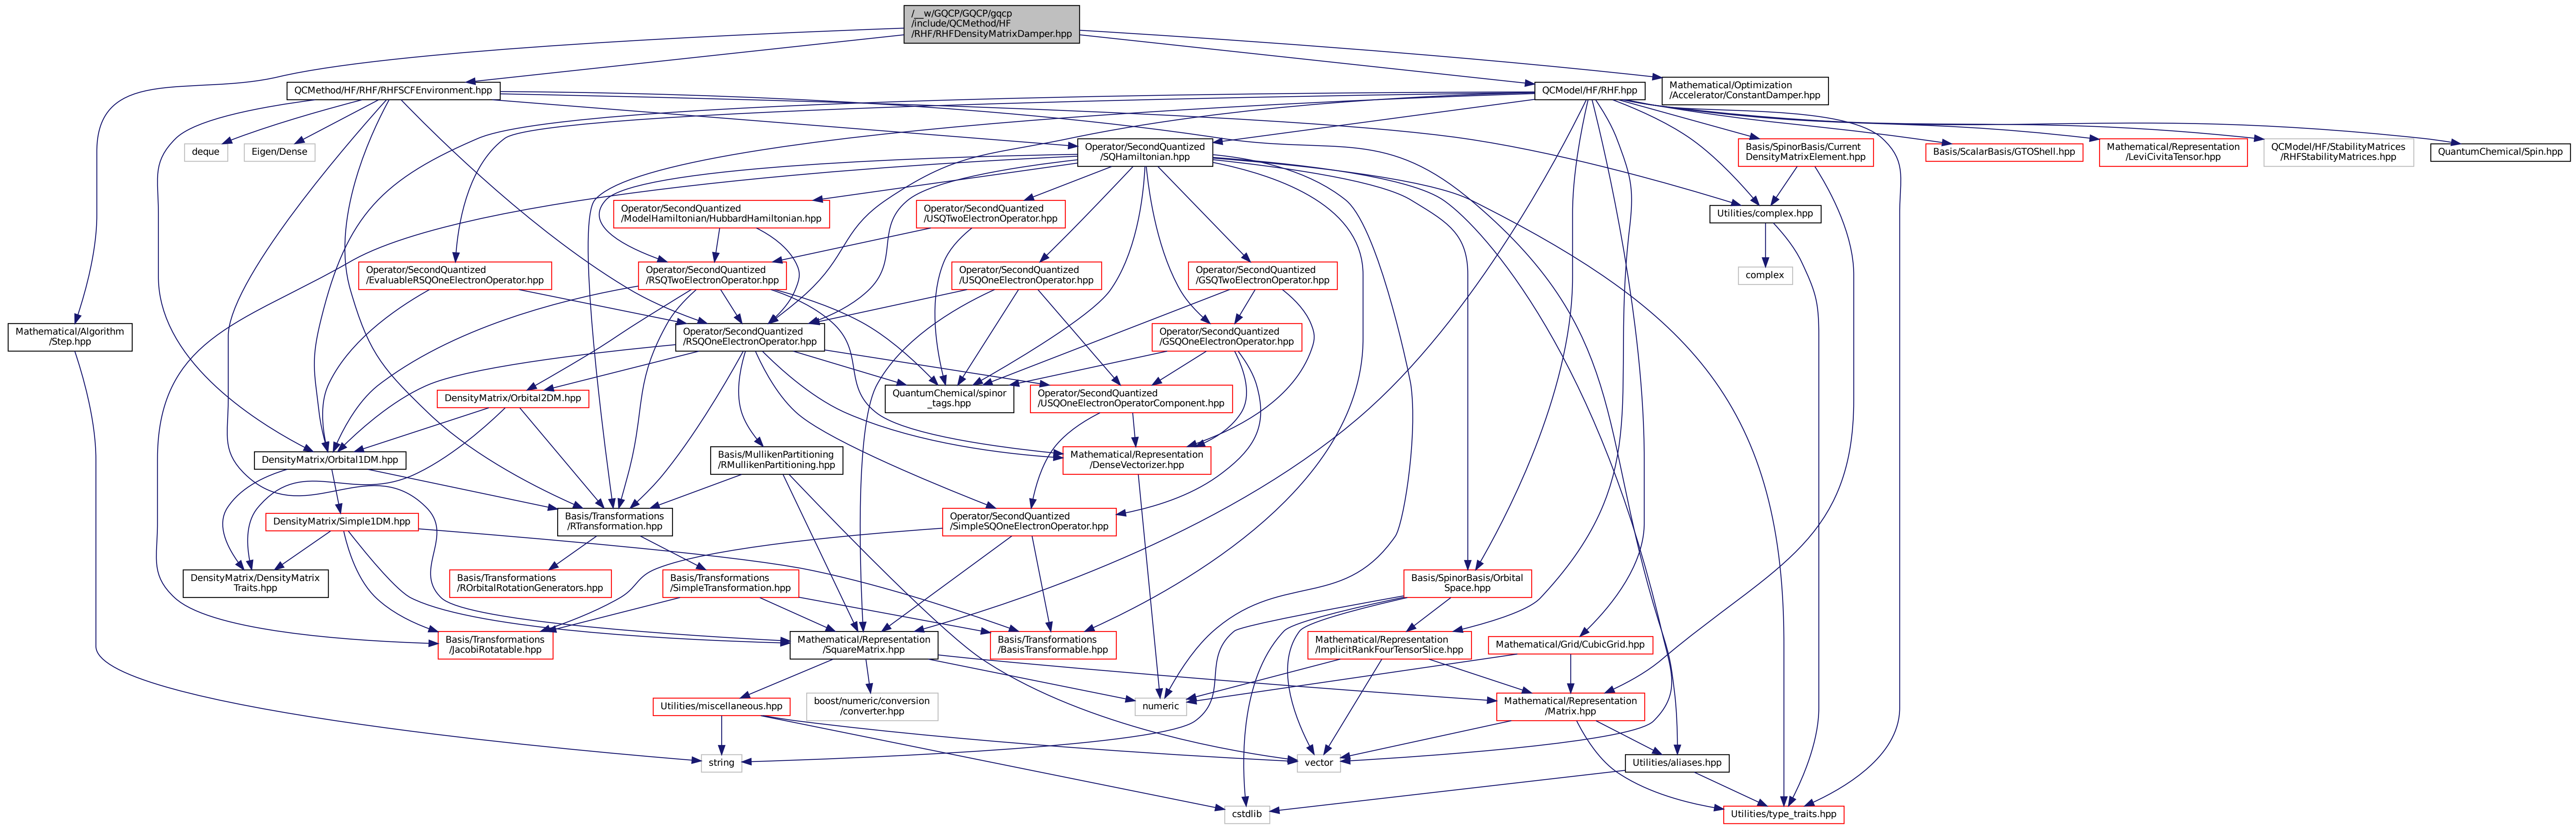 /__w/GQCP/GQCP/gqcp
/include/QCMethod/HF
/RHF/RHFDensityMatrixDamper.hpp
QCMethod/HF/RHF/RHFSCFEnvironment.hpp
QCModel/HF/RHF.hpp
Mathematical/Optimization
/Accelerator/ConstantDamper.hpp
deque
Eigen/Dense
Operator/SecondQuantized
/SQHamiltonian.hpp
Basis/SpinorBasis/Current
DensityMatrixElement.hpp
Basis/ScalarBasis/GTOShell.hpp
Mathematical/Representation
/LeviCivitaTensor.hpp
QCModel/HF/StabilityMatrices
/RHFStabilityMatrices.hpp
QuantumChemical/Spin.hpp
Operator/SecondQuantized
/ModelHamiltonian/HubbardHamiltonian.hpp
Operator/SecondQuantized
/USQTwoElectronOperator.hpp
Utilities/complex.hpp
Operator/SecondQuantized
/EvaluableRSQOneElectronOperator.hpp
Operator/SecondQuantized
/RSQTwoElectronOperator.hpp
Operator/SecondQuantized
/USQOneElectronOperator.hpp
Operator/SecondQuantized
/GSQTwoElectronOperator.hpp
complex
Mathematical/Algorithm
/Step.hpp
Operator/SecondQuantized
/RSQOneElectronOperator.hpp
Operator/SecondQuantized
/GSQOneElectronOperator.hpp
DensityMatrix/Orbital2DM.hpp
QuantumChemical/spinor
_tags.hpp
Operator/SecondQuantized
/USQOneElectronOperatorComponent.hpp
DensityMatrix/Orbital1DM.hpp
Basis/MullikenPartitioning
/RMullikenPartitioning.hpp
Mathematical/Representation
/DenseVectorizer.hpp
DensityMatrix/Simple1DM.hpp
Basis/Transformations
/RTransformation.hpp
Operator/SecondQuantized
/SimpleSQOneElectronOperator.hpp
DensityMatrix/DensityMatrix
Traits.hpp
Basis/Transformations
/ROrbitalRotationGenerators.hpp
Basis/Transformations
/SimpleTransformation.hpp
Basis/SpinorBasis/Orbital
Space.hpp
Basis/Transformations
/JacobiRotatable.hpp
Mathematical/Representation
/SquareMatrix.hpp
Basis/Transformations
/BasisTransformable.hpp
Mathematical/Representation
/ImplicitRankFourTensorSlice.hpp
Mathematical/Grid/CubicGrid.hpp
Utilities/miscellaneous.hpp
boost/numeric/conversion
/converter.hpp
numeric
Mathematical/Representation
/Matrix.hpp
string
vector
Utilities/aliases.hpp
cstdlib
Utilities/type_traits.hpp